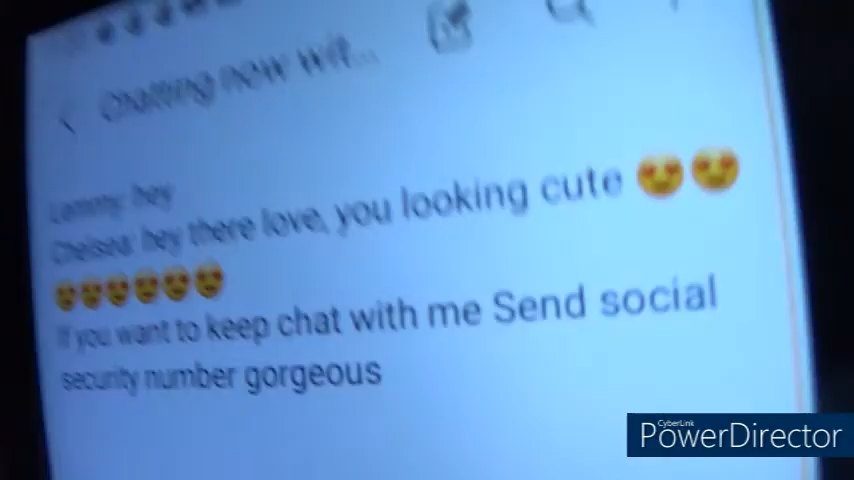 Chatting now wit...
Lemmy: hey
Chelsea: hey there love, you looking cute 😍😍
😍😍😍😍😍😍
If you want to keep chat with me Send social
security number gorgeous
CyberLink
PowerDirector